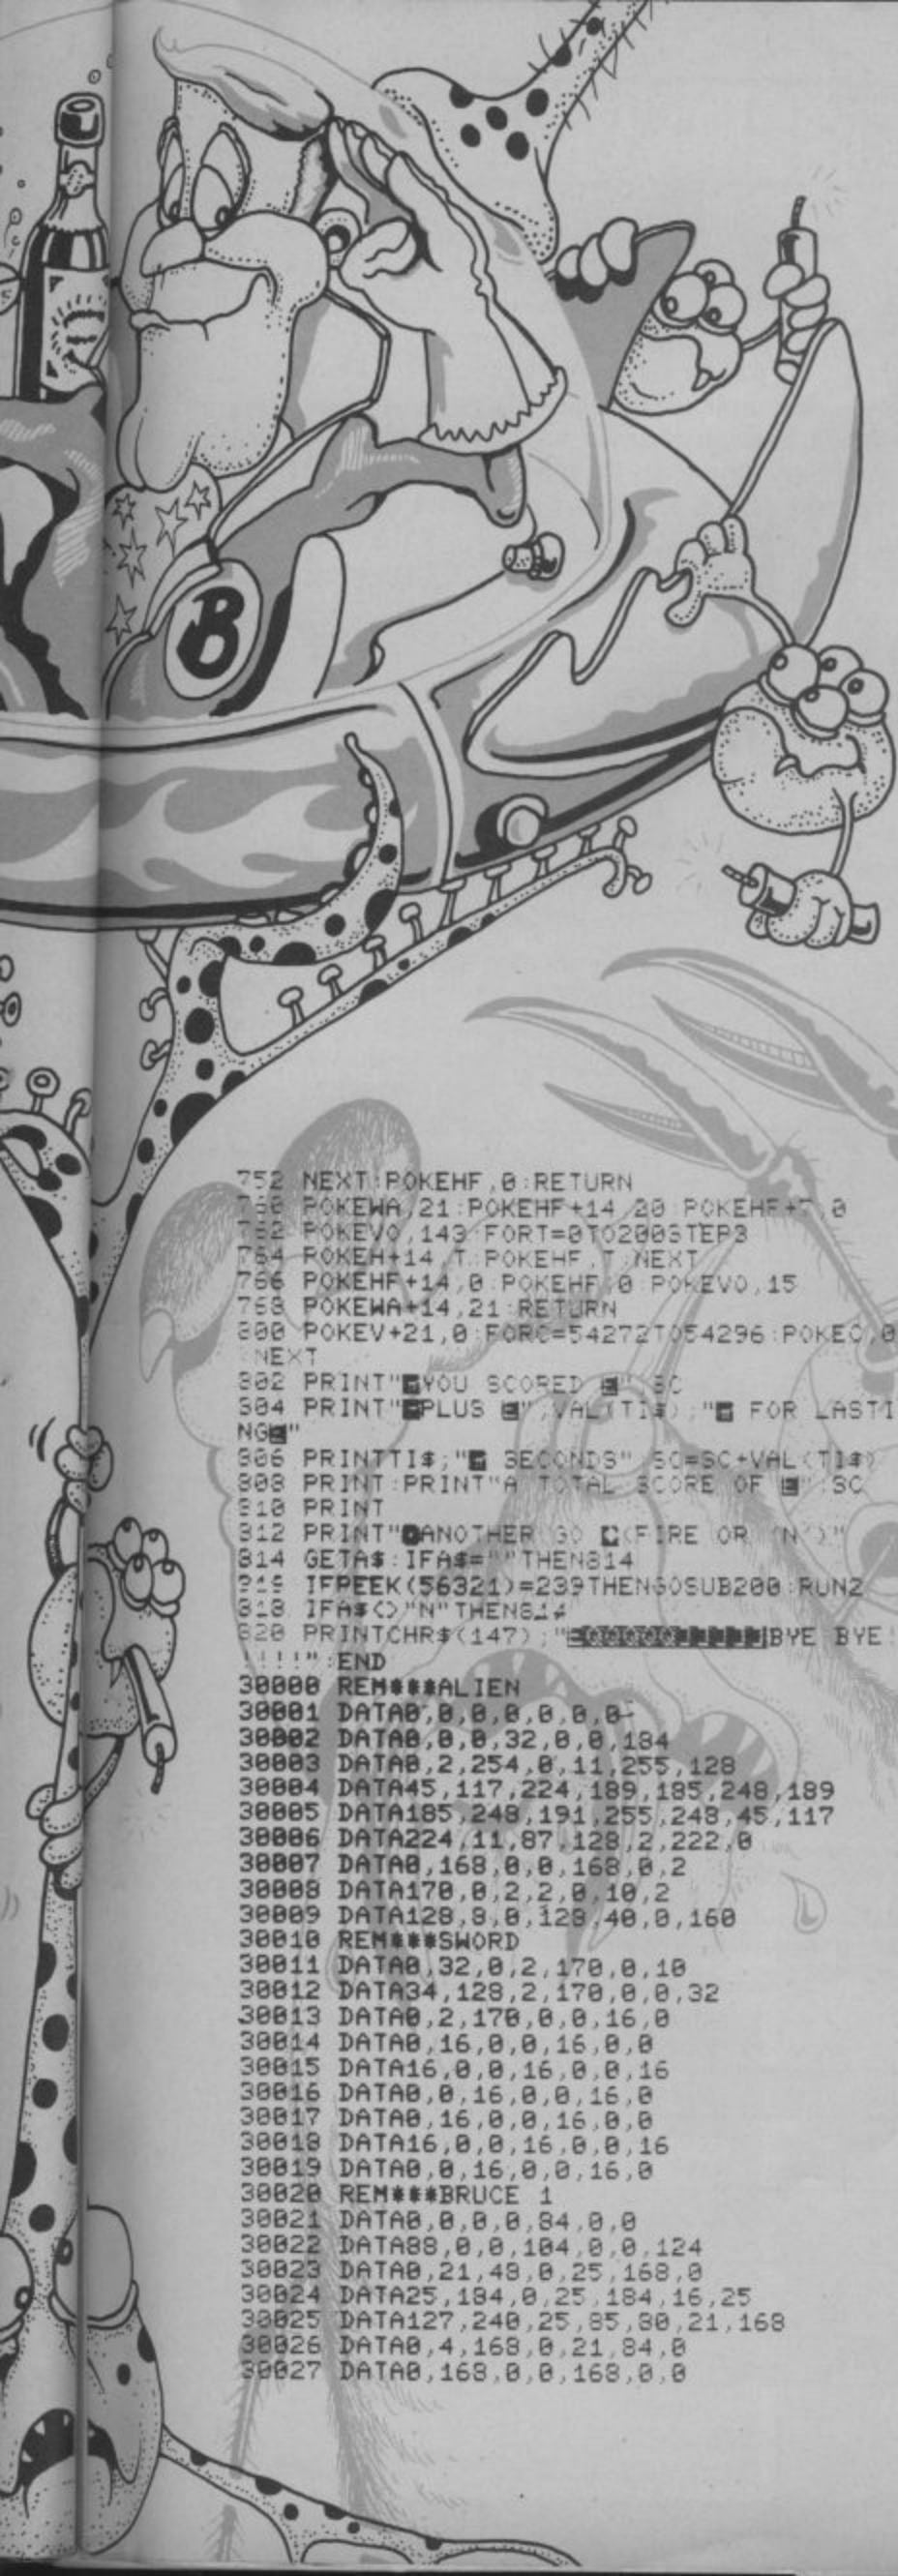 B
752 NEXT:POKEHF,0:RETURN
760 POKEWA,21:POKEHF+14,20:POKEHF+7,0
762 POKEVO,143:FORT=0TO200STEP3
764 POKEH+14,T:POKEHF,T:NEXT
766 POKEHF+14,0:POKEHF,0:POKEVO,15
768 POKEWA+14,21:RETURN
800 POKEV+21,0:FORC=54272TO54296:POKEC,0
:NEXT
802 PRINT"YOU SCORED ";SC
804 PRINT"PLUS ";VAL(TI$);" FOR LASTI
NG"
806 PRINTTI$;" SECONDS":SC=SC+VAL(TI$)
808 PRINT:PRINT"A TOTAL SCORE OF ";SC
810 PRINT
812 PRINT"ANOTHER GO (FIRE OR 'N')"
814 GETA$:IFA$=""THEN814
IFPEEK(56321)=239THENGOSUB200:RUN2
818 IFA$<>"N"THEN814
820 PRINTCHR$(147);"BYE BYE!
!!!!":END
30000 REM***ALIEN
30001 DATA0,0,0,0,0,0,0
30002 DATA0,0,0,32,0,0,184
30003 DATA0,2,254,0,11,255,128
30004 DATA45,117,224,189,185,248,189
30005 DATA185,248,191,255,248,45,117
30006 DATA224,11,87,128,2,222,0
30007 DATA0,168,0,0,168,0,2
30008 DATA170,0,2,2,0,10,2
30009 DATA128,8,0,128,40,0,160
30010 REM***SWORD
30011 DATA0,32,0,2,170,0,10
30012 DATA34,128,2,170,0,0,32
30013 DATA0,2,170,0,0,16,0
30014 DATA0,16,0,0,16,0,0
30015 DATA16,0,0,16,0,0,16
30016 DATA0,0,16,0,0,16,0
30017 DATA0,16,0,0,16,0,0
30018 DATA16,0,0,16,0,0,16
30019 DATA0,0,16,0,0,16,0
30020 REM***BRUCE 1
30021 DATA0,0,0,0,84,0,0
30022 DATA88,0,0,104,0,0,124
30023 DATA0,21,48,0,25,168,0
30024 DATA25,184,0,25,184,16,25
30025 DATA127,240,25,85,80,21,168
30026 DATA0,4,168,0,21,84,0
30027 DATA0,168,0,0,168,0,0